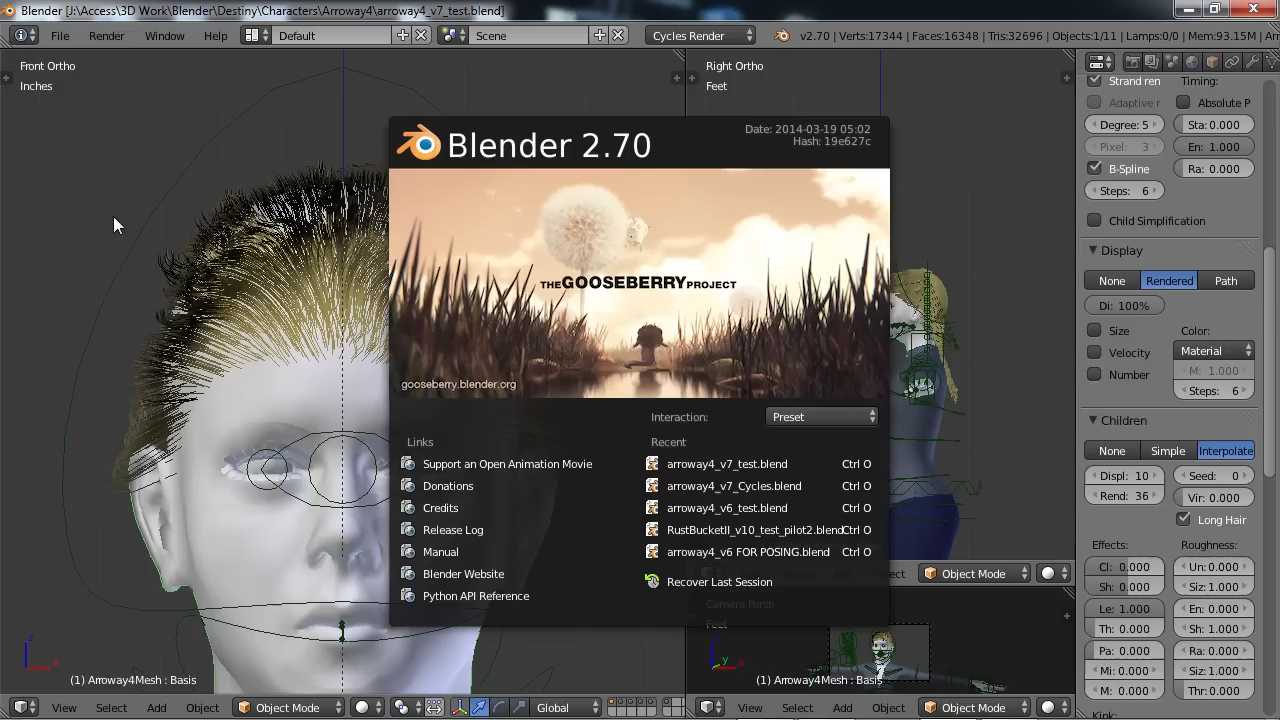 Blender [J:\Access\3D Work\Blender\Destiny\Characters\Arroway4\arroway4_v7_test.blend]
File Render Window Help Default Scene Cycles Render v2.70 | Verts:17344 | Faces:16348 | Tris:32696 | Objects:1/11 | Lamps:0/0 | Mem:93.15M | Ar
Front Ortho
Inches
Right Ortho
Feet
Blender 2.70
Date: 2014-03-19 05:02
Hash: 19e627c
THE GOOSEBERRY PROJECT
gooseberry.blender.org
Interaction: Preset
Links
Support an Open Animation Movie
Donations
Credits
Release Log
Manual
Blender Website
Python API Reference
Recent
arroway4_v7_test.blend Ctrl O
arroway4_v7_Cycles.blend Ctrl O
arroway4_v6_test.blend Ctrl O
RustBucketII_v10_test_pilot2.blend Ctrl O
arroway4_v6 FOR POSING.blend Ctrl O
Recover Last Session
Strand ren Timing:
Adaptive r Absolute P
Degree: 5 Sta: 0.000
Pixel: 3 En: 1.000
B-Spline Ra: 0.000
Steps: 6
Child Simplification
Display
None Rendered Path
Di: 100%
Size Color:
Velocity Material
Number M: 1.000
Steps: 6
Children
None Simple Interpolate
Displ: 10 Seed: 0
Rend: 36 Vir: 0.000
Long Hair
Effects: Roughness:
Cl: 0.000 Un: 0.000
Sh: 0.000 Siz: 1.000
Le: 1.000 En: 0.000
Th: 0.000 Sh: 1.000
Pa: 0.000 Ra: 0.000
Mi: 0.000 Siz: 1.000
M: 0.000 Thr: 0.000
Kink:
Object Mode
Camera Persp
Feet
z
x
y
x
(1) Arroway4Mesh : Basis
(1) Arroway4Mesh : Basis
View Select Add Object Object Mode Global
View Select Add Object Object Mode